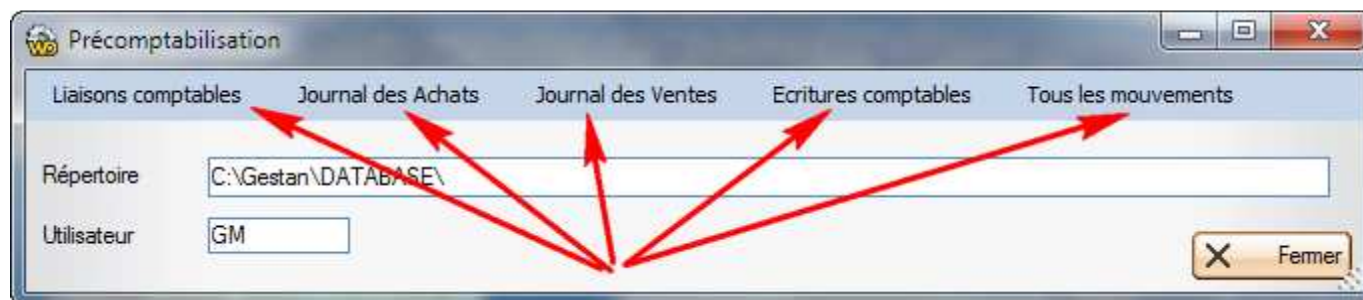 Précomptabilisation
Liaisons comptables Journal des Achats Journal des Ventes Ecritures comptables Tous les mouvements
Répertoire C:\Gestan\DATABASE\
Utilisateur GM
Fermer